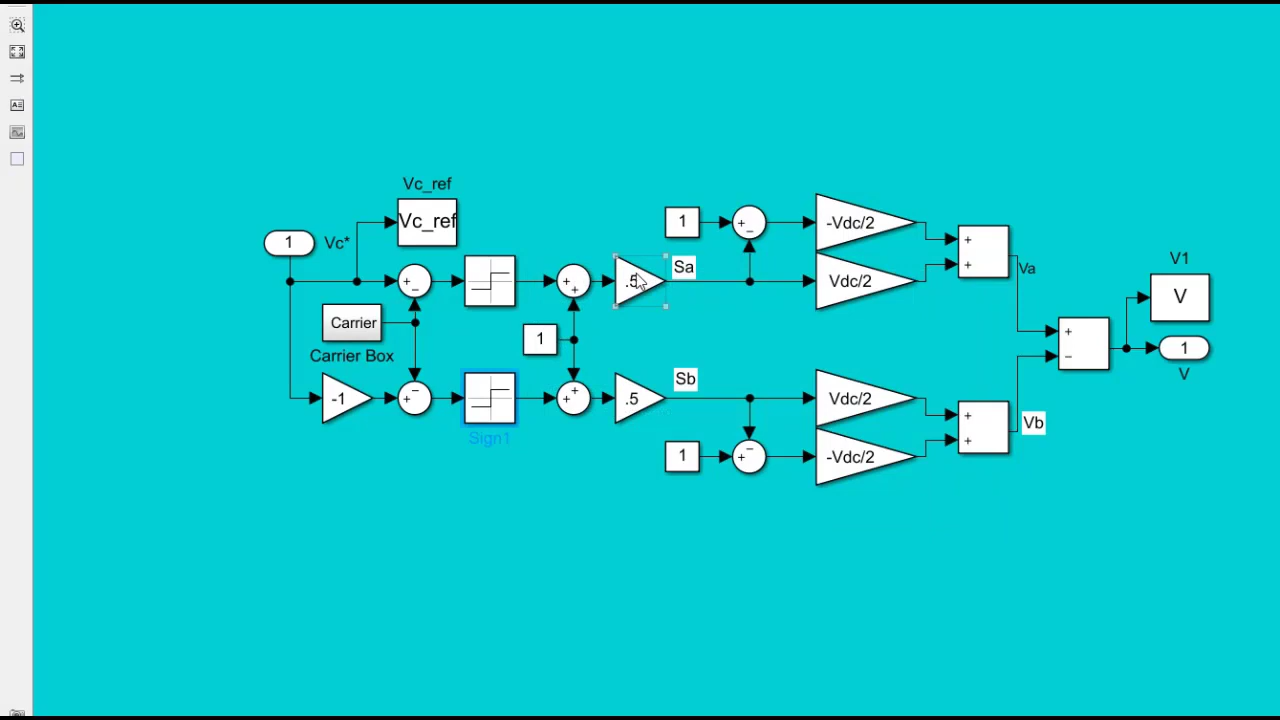 Vc_ref
Vc_ref
1
Vc*
1
-Vdc/2
V1
V
Sa
.5
Vdc/2
Va
Carrier
Carrier Box
1
1
V
-1
Sign1
Sb
.5
Vdc/2
Vb
1
-Vdc/2